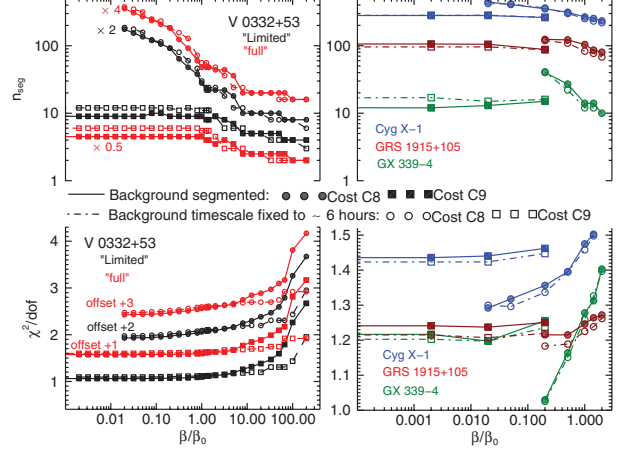 × 4
V 0332+53
"Limited"
"full"
× 2
× 0.5
n_seg
100
10
1
100
10
1
Cyg X−1
GRS 1915+105
GX 339−4
Background segmented: Cost C8 Cost C9
Background timescale fixed to ~ 6 hours: Cost C8 Cost C9
V 0332+53
"Limited"
"full"
offset +3
offset +2
offset +1
χ²/dof
4
3
2
1
0.01 0.10 1.00 10.00 100.00
β/β₀
1.5
1.4
1.3
1.2
1.1
1.0
Cyg X−1
GRS 1915+105
GX 339−4
0.001 0.010 0.100 1.000
β/β₀